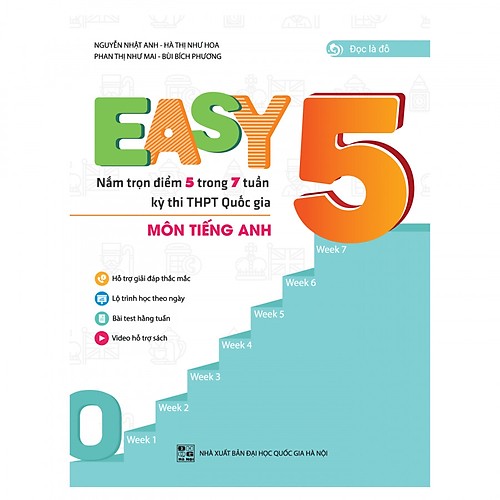 NGUYỄN NHẬT ANH - HÀ THỊ NHƯ HOA
PHAN THỊ NHƯ MAI - BÙI BÍCH PHƯƠNG
Đọc là đỗ
EASY 5
Nắm trọn điểm 5 trong 7 tuần
kỳ thi THPT Quốc gia
MÔN TIẾNG ANH
Hỗ trợ giải đáp thắc mắc
Lộ trình học theo ngày
Bài test hằng tuần
Video hỗ trợ sách
Week 7
Week 6
Week 5
Week 4
Week 3
Week 2
Week 1
0
NHÀ XUẤT BẢN ĐẠI HỌC QUỐC GIA HÀ NỘI